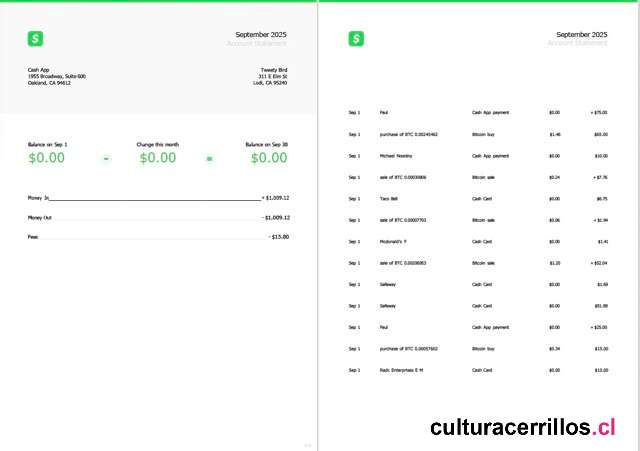 September 2025
Account Statement
Cash App
1955 Broadway, Suite 600
Oakland, CA 94612
Tweety Bird
311 E Elm St
Lodi, CA 95240
Balance on Sep 1
Change this month
Balance on Sep 30
$0.00
$0.00
=
$0.00
Money In + $1,009.12
Money Out - $1,009.12
Fees - $15.80
September 2025
Account Statement
Sep 1 Paul Cash App payment $0.00 + $75.00
Sep 1 purchase of BTC 0.00245462 Bitcoin buy $1.46 $65.00
Sep 1 Michael Cash App payment $0.00 $10.00
Sep 1 sale of BTC Bitcoin sale $0.24 + $7.76
Sep 1 Taco Bell Cash Card $0.00 $6.75
Sep 1 sale of BTC 0.00007703 Bitcoin sale $0.06 + $1.94
Sep 1 Mcdonald's F Cash Card $0.00 $1.41
Sep 1 sale of BTC Bitcoin sale $1.20 + $52.04
Sep 1 Safeway Cash Card $0.00 $1.69
Sep 1 Safeway Cash Card $0.00 $51.89
Sep 1 Paul Cash App payment $0.00 + $25.00
Sep 1 purchase of BTC 0.00057602 Bitcoin buy $0.34 $15.00
Sep 1 Radc Enterprises E M Cash Card $0.00 $10.00
culturacerrillos.cl